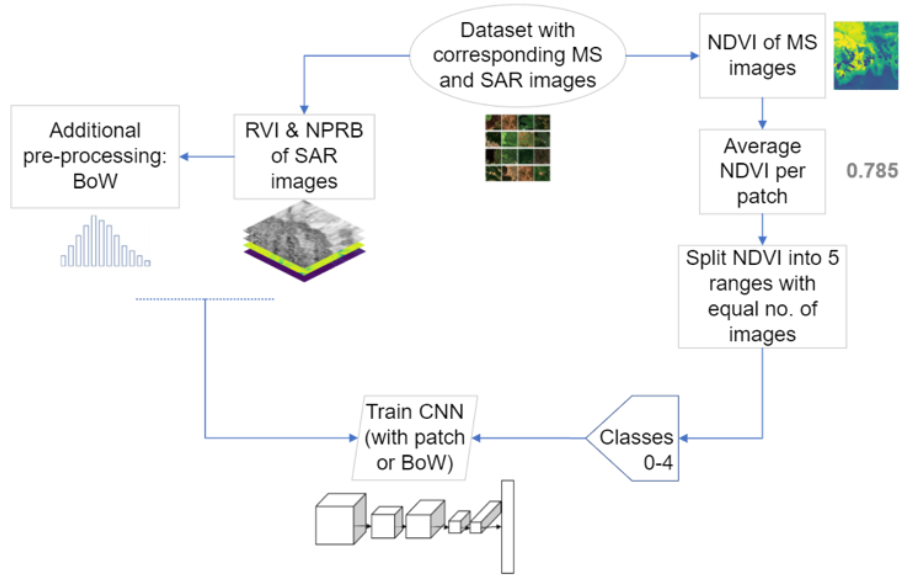 Dataset with
corresponding MS
and SAR images
NDVI of MS
images
Additional
pre-processing:
BoW
RVI & NPRB
of SAR
images
Average
NDVI per
patch
0.785
Split NDVI into 5
ranges with
equal no. of
images
Train CNN
(with patch
or BoW)
Classes
0-4